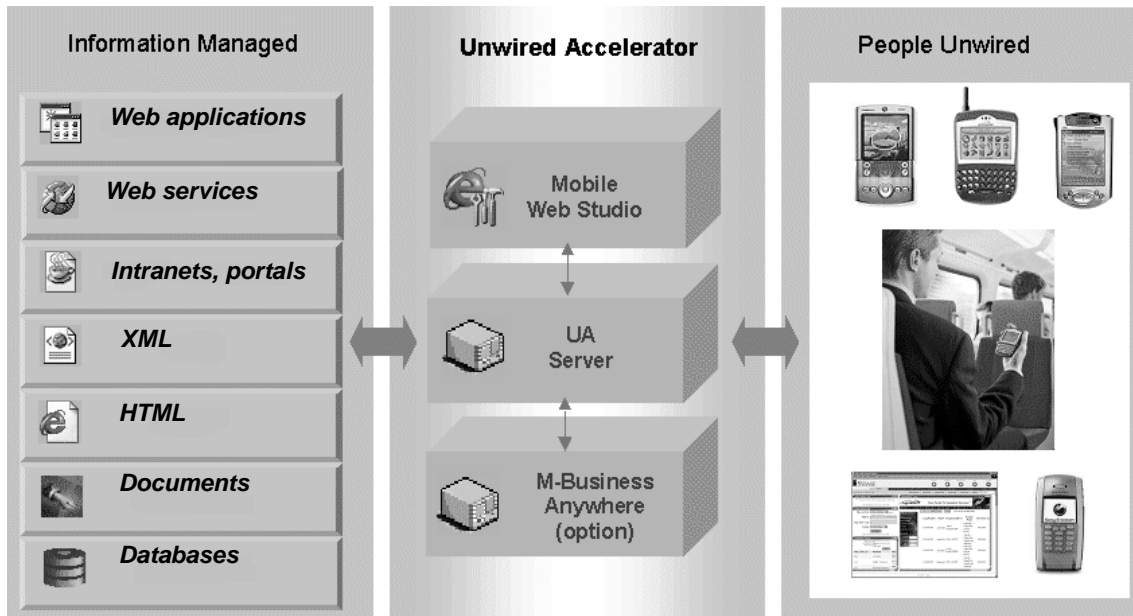 Information Managed
Web applications
Web services
Intranets, portals
XML
HTML
Documents
Databases
Unwired Accelerator
Mobile
Web Studio
UA
Server
M-Business
Anywhere
(option)
People Unwired